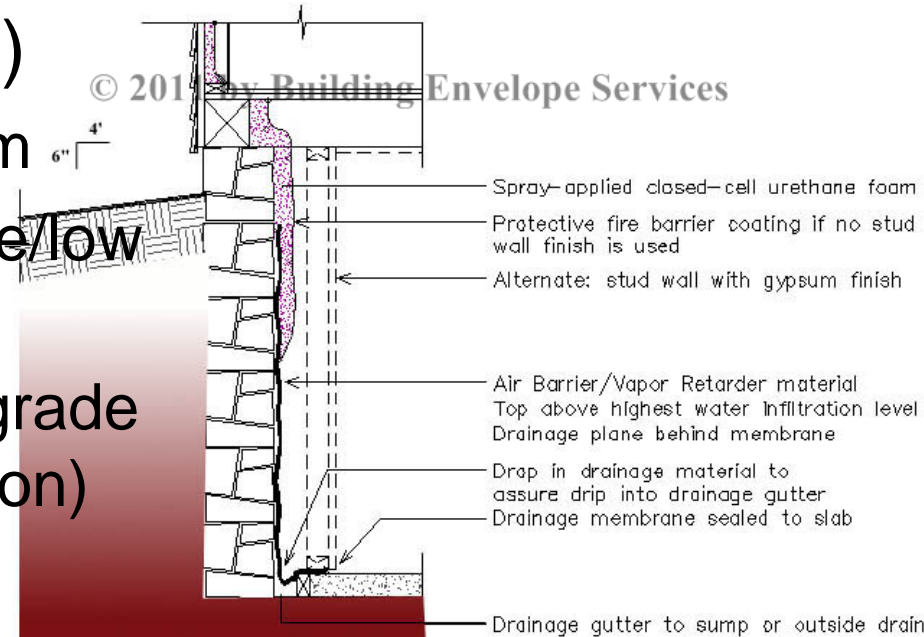 )
© 2011 by Building Envelope Services
m
4'
6"
Spray-applied closed-cell urethane foam
Protective fire barrier coating if no stud
wall finish is used
e/low
Alternate: stud wall with gypsum finish
Air Barrier/Vapor Retarder material
Top above highest water infiltration level
Drainage plane behind membrane
grade
Drap in drainage material to
assure drip into drainage gutter
on)
Drainage membrane sealed to slab
Drainage gutter to sump or outside drain